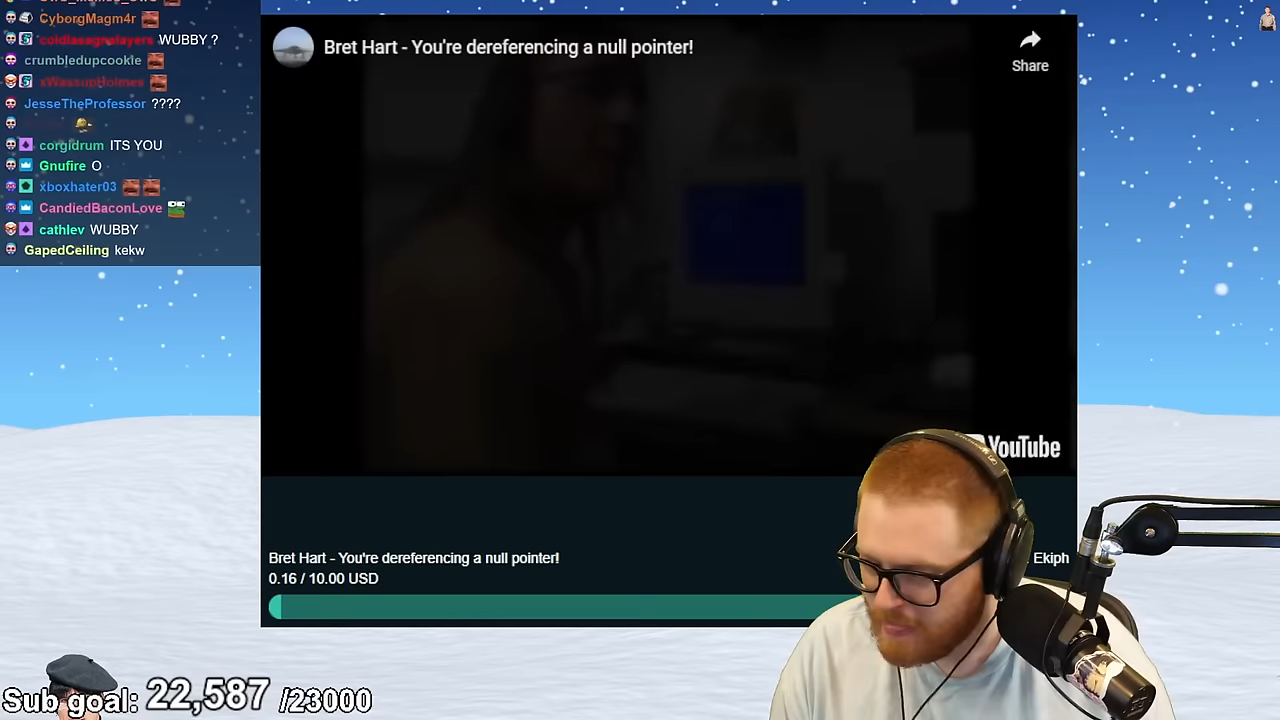 CyborgMagm4r
coldlasagnalayers WUBBY ?
crumbledupcookie
xWassupHolmes
JesseTheProfessor ????
corgidrum ITS YOU
Gnufire O
xboxhater03
CandiedBaconLove
cathlev WUBBY
GapedCeiling kekw
Bret Hart - You're dereferencing a null pointer!
Share
YouTube
Bret Hart - You're dereferencing a null pointer!
Ekiph
0.16 / 10.00 USD
Sub goal: 22,587 /23000